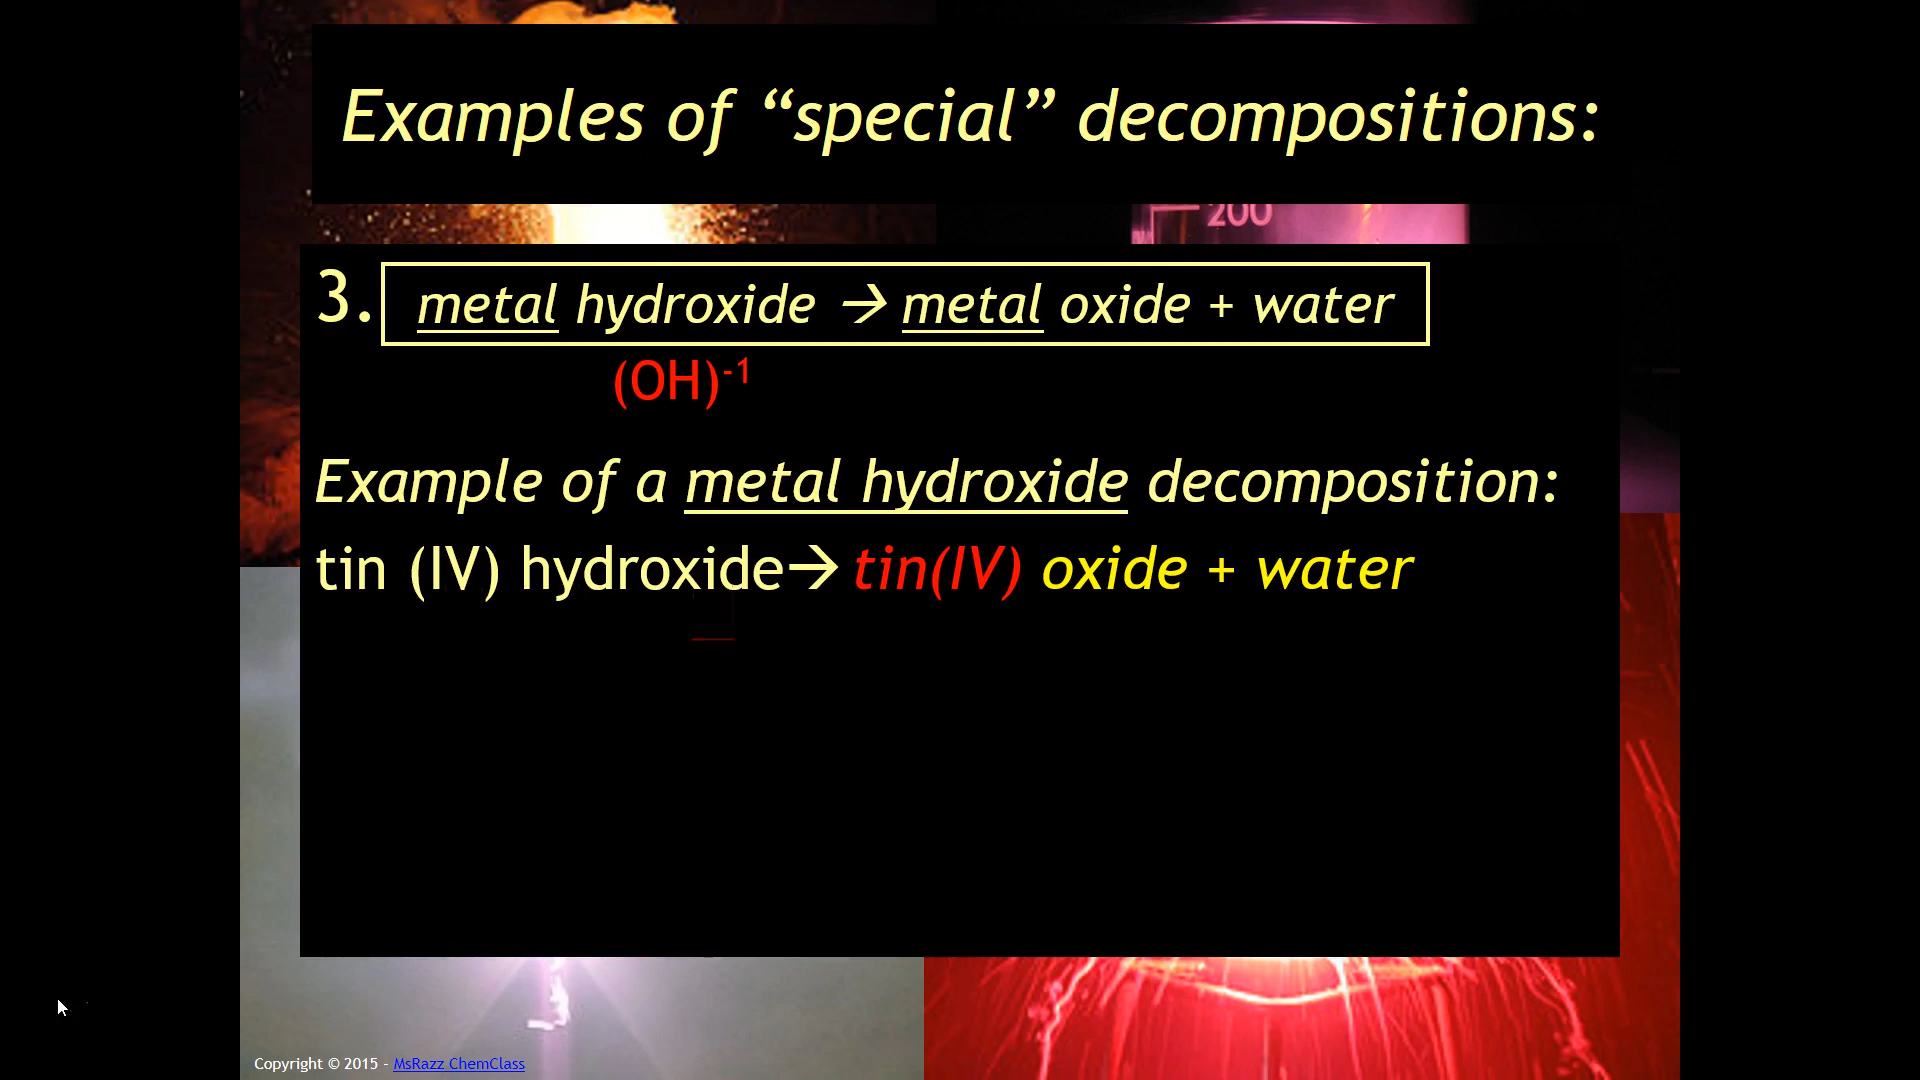 Examples of “special” decompositions:
200
3. metal hydroxide → metal oxide + water
(OH)-1
Example of a metal hydroxide decomposition:
tin (IV) hydroxide→ tin(IV) oxide + water
Copyright © 2015 - MsRazz ChemClass